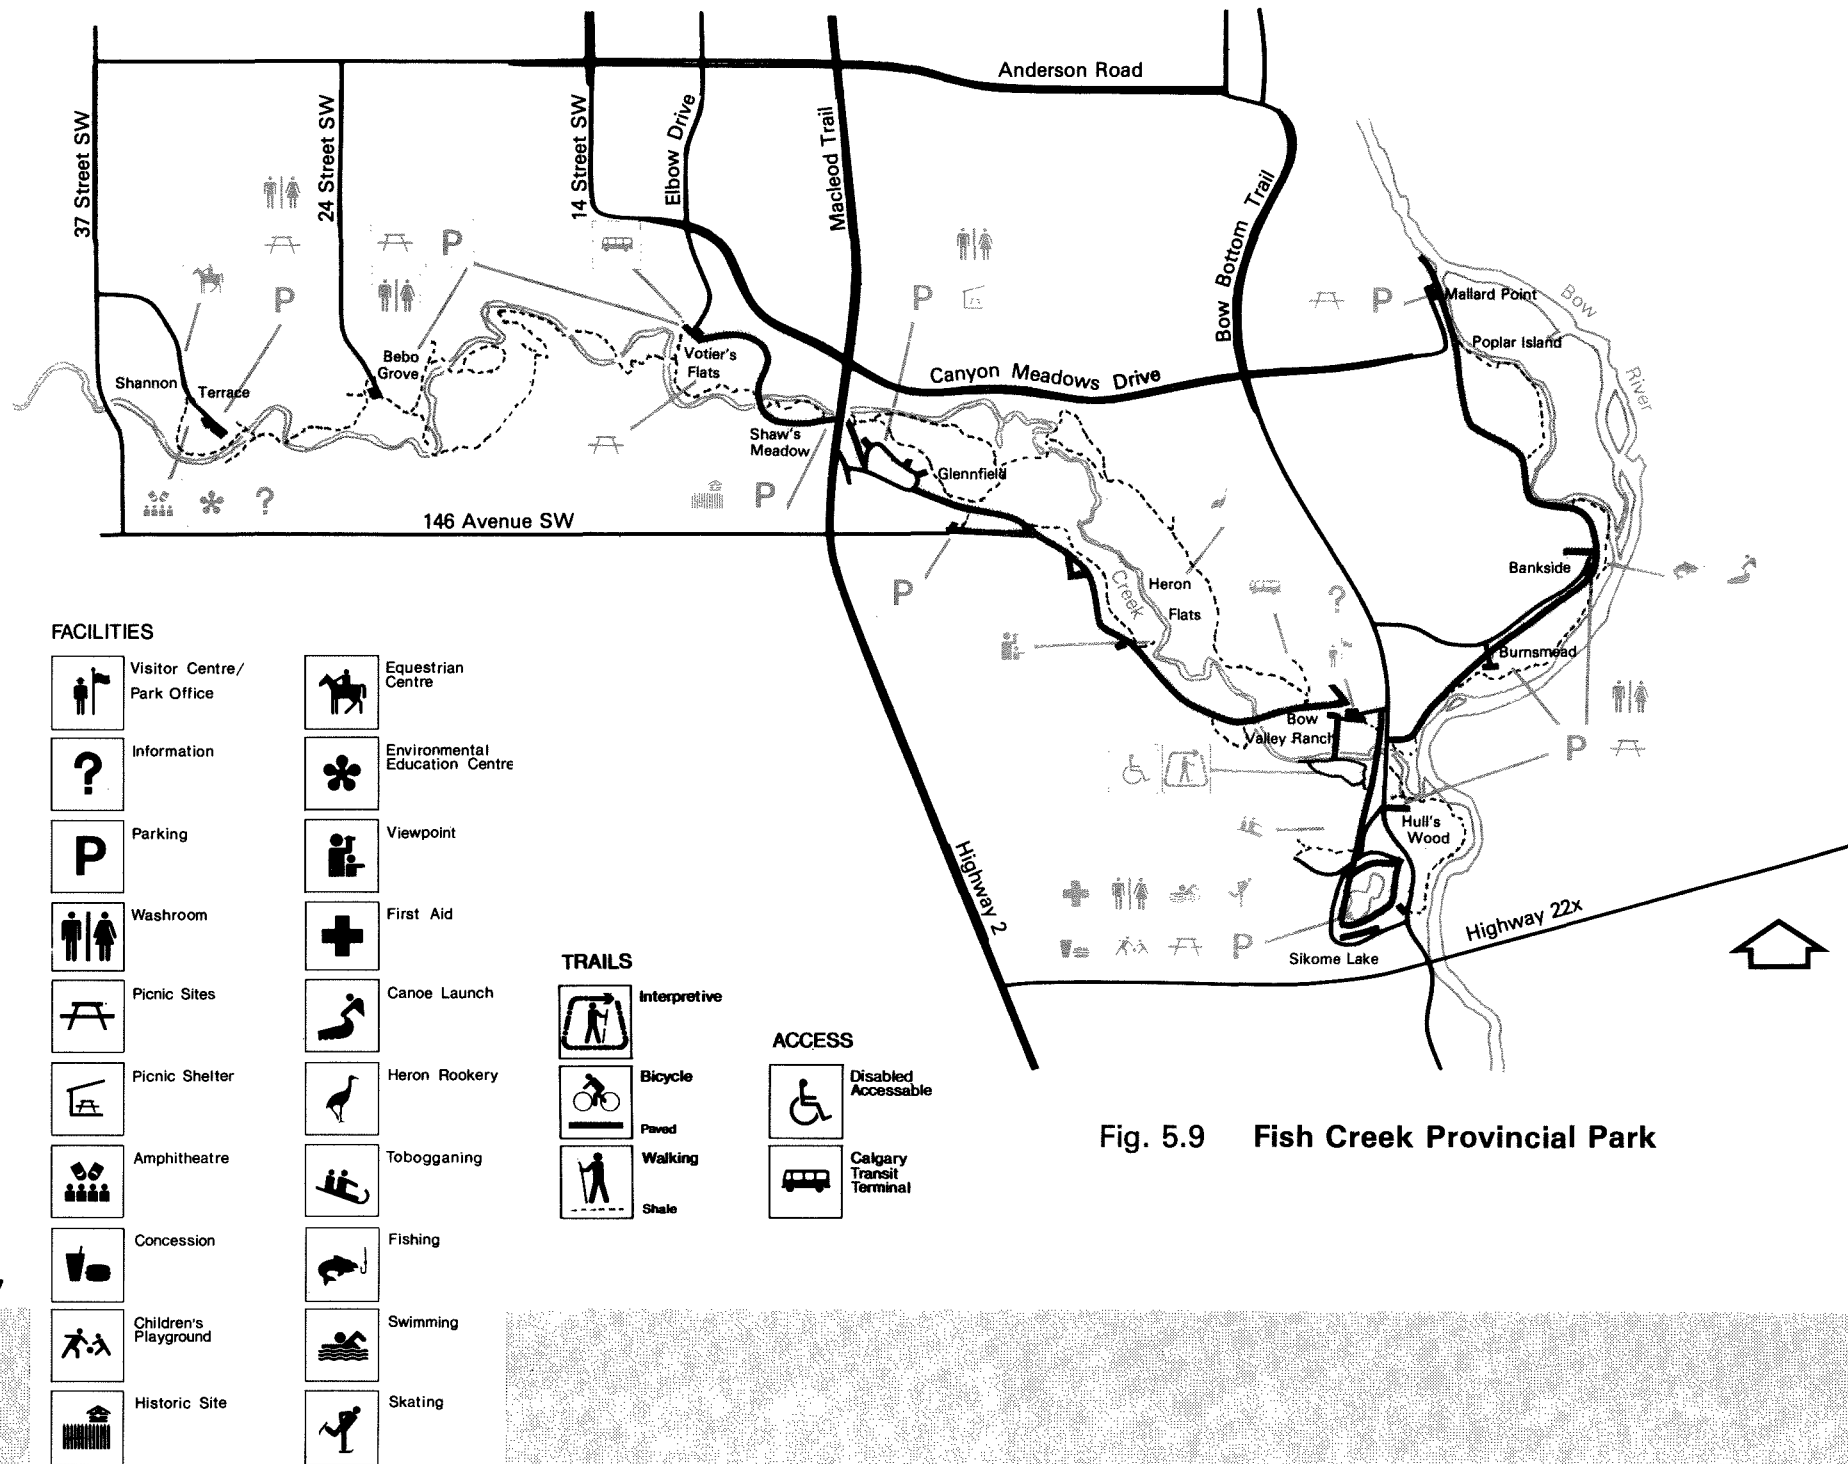 Anderson Road
37 Street SW
24 Street SW
14 Street SW
Elbow Drive
Macleod Trail
Bow Bottom Trail
Bow
River
Mallard Point
P
P
P
P
Poplar Island
Votier's
Flats
Bebo
Grove
Shannon
Terrace
Canyon Meadows Drive
Shaw's
Meadow
Glennfield
?
P
146 Avenue SW
P
Creek
Heron
Flats
?
Bankside
Burnsmead
Bow
Valley Ranch
P
Hull's
Wood
Highway 2
P
Highway 22x
Sikome Lake
FACILITIES
Visitor Centre/
Park Office
?
Information
P
Parking
Washroom
Picnic Sites
Picnic Shelter
Amphitheatre
Concession
Children's
Playground
Historic Site
Equestrian
Centre
Environmental
Education Centre
Viewpoint
First Aid
Canoe Launch
Heron Rookery
Tobogganing
Fishing
Swimming
Skating
TRAILS
Interpretive
Bicycle
Paved
Walking
Shale
ACCESS
Disabled
Accessable
Calgary
Transit
Terminal
Fig. 5.9 Fish Creek Provincial Park